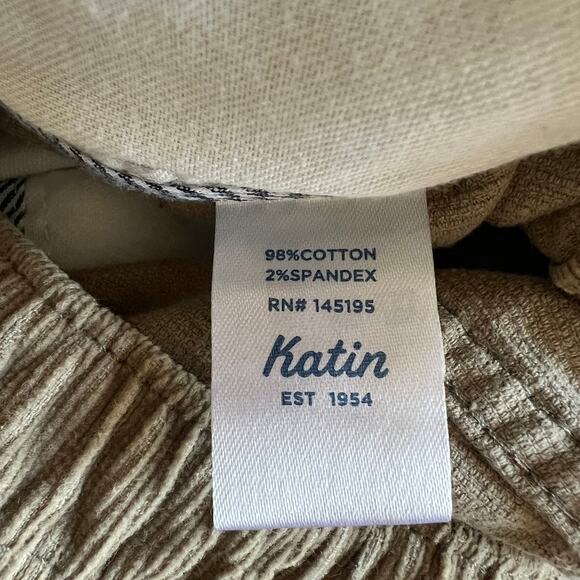 98%COTTON
2%SPANDEX
RN# 145195
Katin
EST 1954